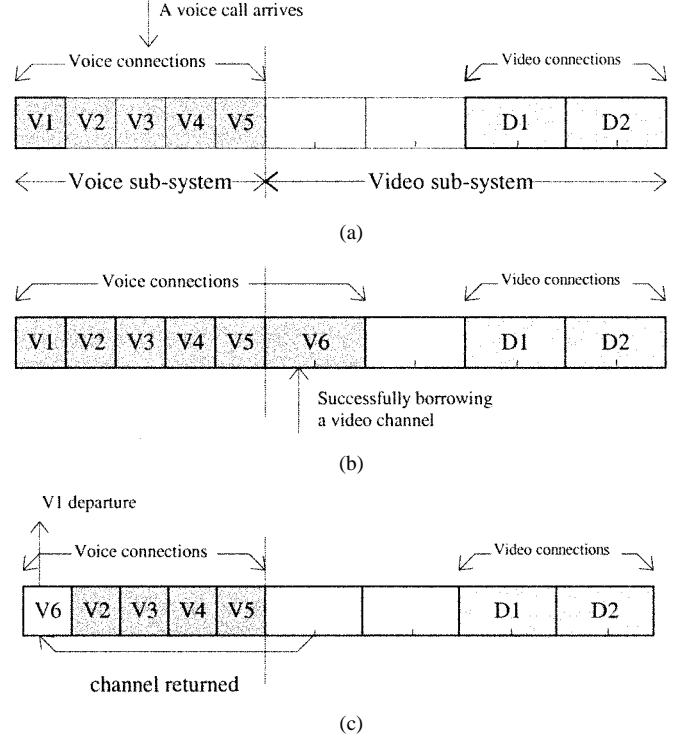 A voice call arrives
Voice connections Video connections
V1 V2 V3 V4 V5 D1 D2
Voice sub-system Video sub-system
(a)
Voice connections Video connections
V1 V2 V3 V4 V5 V6 D1 D2
Successfully borrowing
a video channel
(b)
V1 departure
Voice connections Video connections
V6 V2 V3 V4 V5 D1 D2
channel returned
(c)